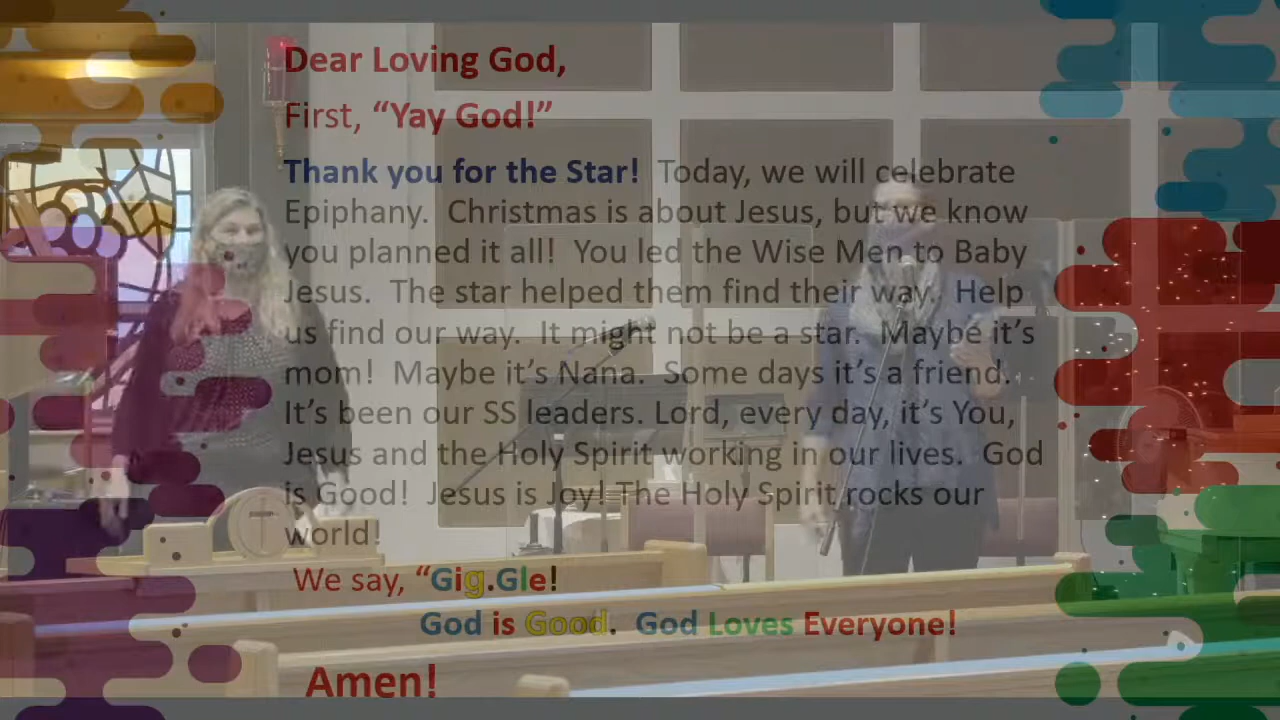 Dear Loving God,
First, “Yay God!”
Thank you for the Star!  Today, we will celebrate
Epiphany.  Christmas is about Jesus, but we know
you planned it all!  You led the Wise Men to Baby
Jesus.  The star helped them find their way.  Help
us find our way.  It might not be a star.  Maybe it’s
mom!  Maybe it’s Nana.  Some days it’s a friend.
It’s been our SS leaders. Lord, every day, it’s You,
Jesus and the Holy Spirit working in our lives.  God
is Good!  Jesus is Joy! The Holy Spirit rocks our
world!
We say, “Gig.Gle!
God is Good.  God Loves Everyone!
Amen!